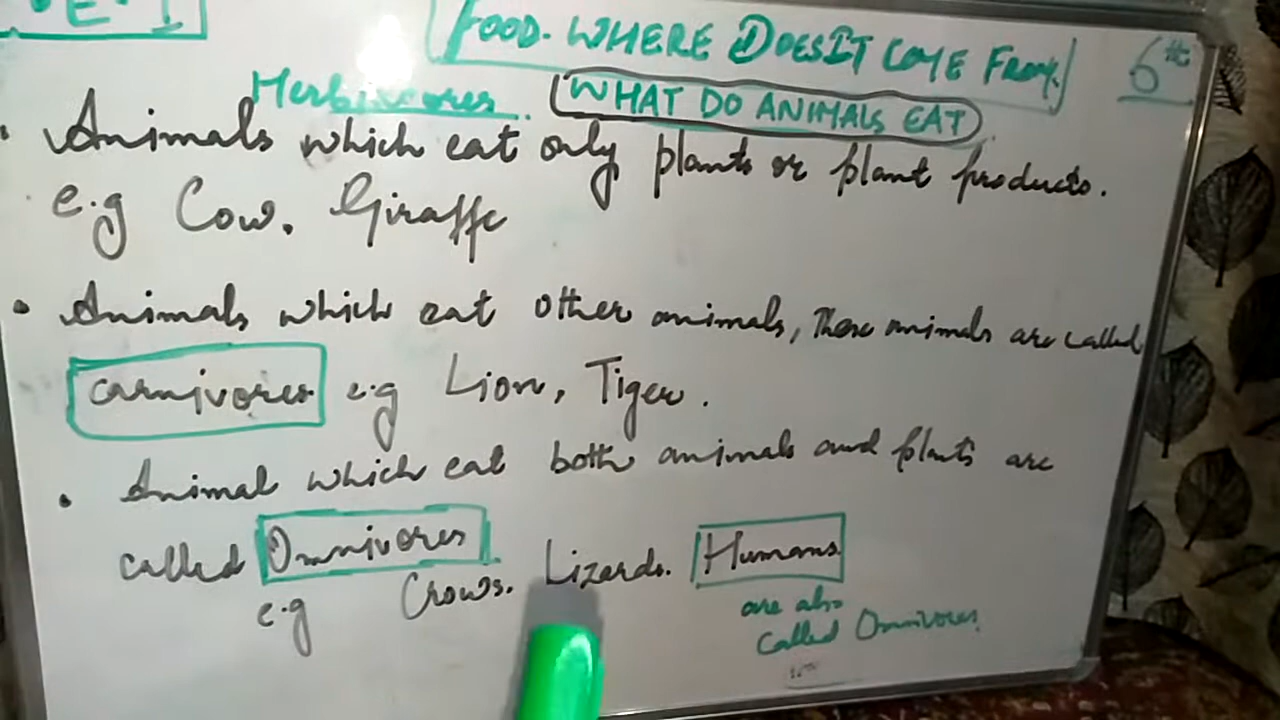 FOOD. WHERE DOES IT COME FROM.
6th
Herbivores.
WHAT DO ANIMALS EAT
• Animals which eat only plants or plant products.
e.g Cow. Giraffe
• Animals which eat other animals, These animals are called
carnivores e.g Lion, Tiger.
• Animal which eat both animals and plants are
called Omnivores
e.g Crows. Lizards. Humans
are also
called Omnivores.